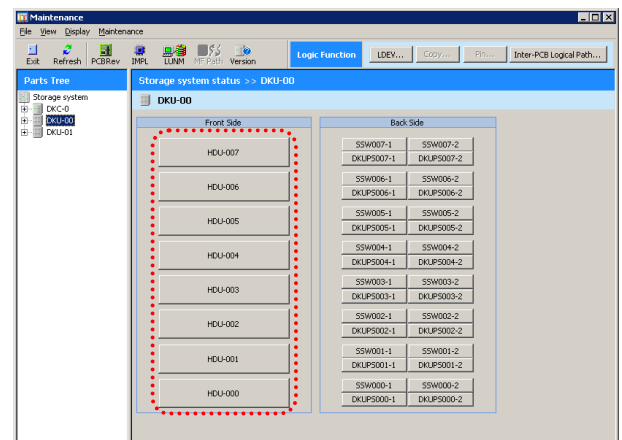 Maintenance
File View Display Maintenance
Exit Refresh PCBRev IMPL LUNM MF Path Version Logic Function LDEV... Copy... Pin... Inter-PCB Logical Path...
Parts Tree
Storage system status >> DKU-00
Storage system
DKC-0
DKU-00
DKU-01
DKU-00
Front Side
HDU-007
HDU-006
HDU-005
HDU-004
HDU-003
HDU-002
HDU-001
HDU-000
Back Side
SSW007-1 SSW007-2
DKUPS007-1 DKUPS007-2
SSW006-1 SSW006-2
DKUPS006-1 DKUPS006-2
SSW005-1 SSW005-2
DKUPS005-1 DKUPS005-2
SSW004-1 SSW004-2
DKUPS004-1 DKUPS004-2
SSW003-1 SSW003-2
DKUPS003-1 DKUPS003-2
SSW002-1 SSW002-2
DKUPS002-1 DKUPS002-2
SSW001-1 SSW001-2
DKUPS001-1 DKUPS001-2
SSW000-1 SSW000-2
DKUPS000-1 DKUPS000-2